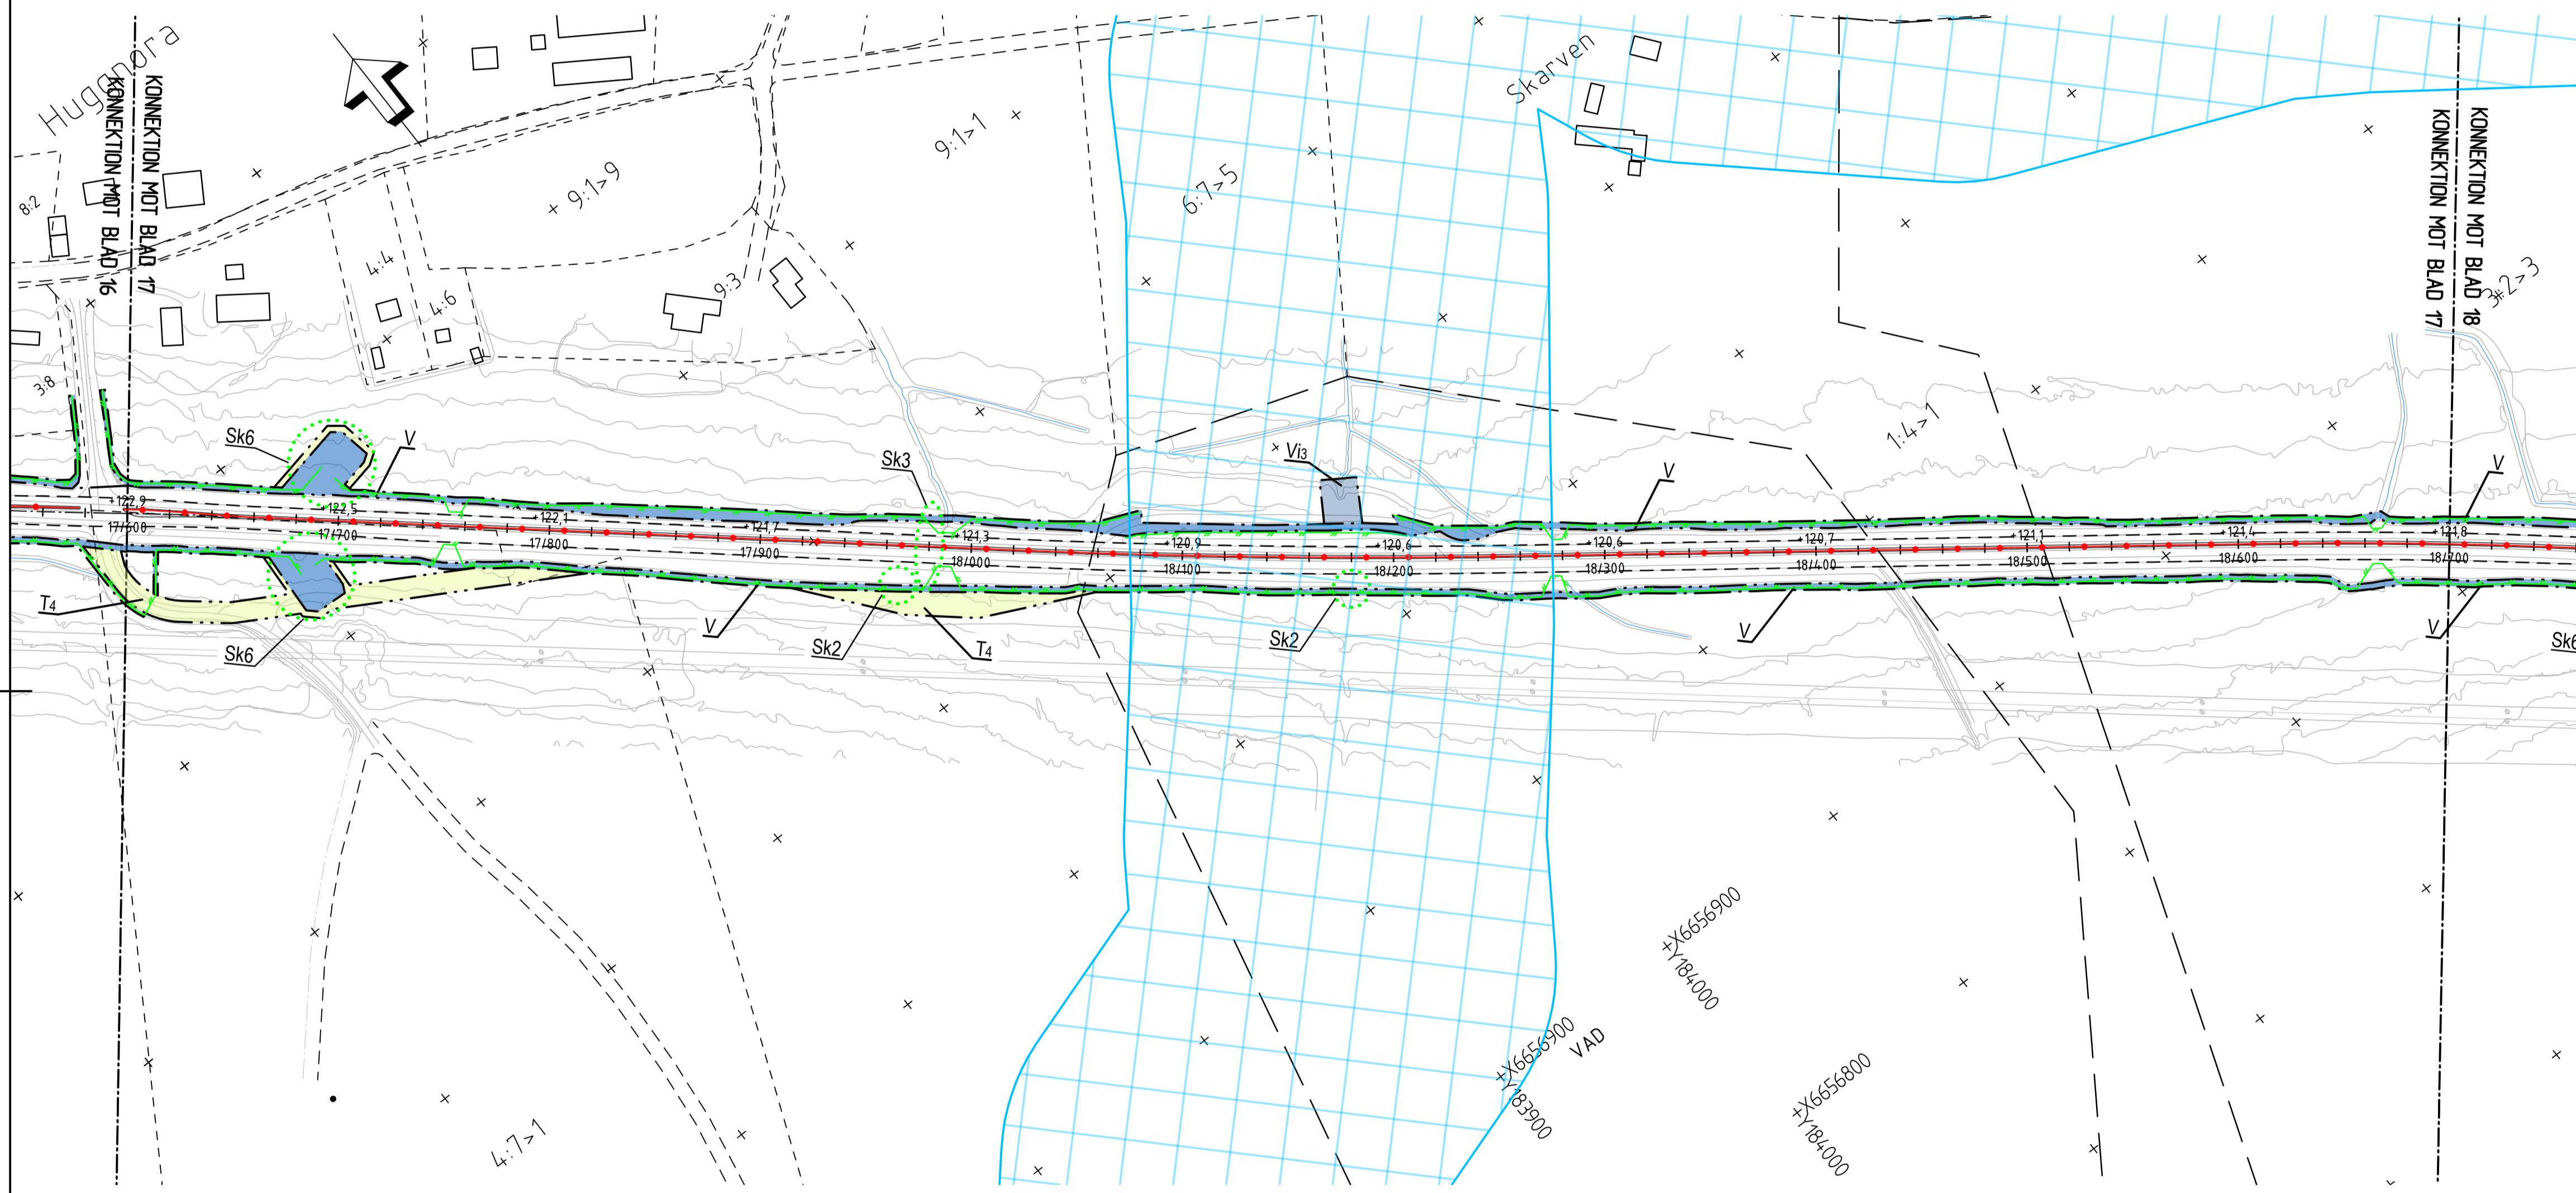 Huggnora
KONNEKTION MOT BLAD 16
KONNEKTION MOT BLAD 17
8:2
3:8
4:4
4:6
9:1>9
9:3
9:1>1
6:7>5
Skarven
KONNEKTION MOT BLAD 17
KONNEKTION MOT BLAD 18
1:4>1
Sk6
V
Sk3
Vi3
V
V
+122,9
+122,5
+122,1
+121,7
+121,3
+120,9
+120,6
+120,6
+120,7
+121,1
+121,4
+121,8
17/600
17/700
17/800
17/900
18/000
18/100
18/200
18/300
18/400
18/500
18/600
18/700
T4
Sk6
V
Sk2
T4
Sk2
V
V
Sk6
+X6656900
Y184000
+X6656900
Y183900
VAD
+X6656800
Y184000
4:7>1